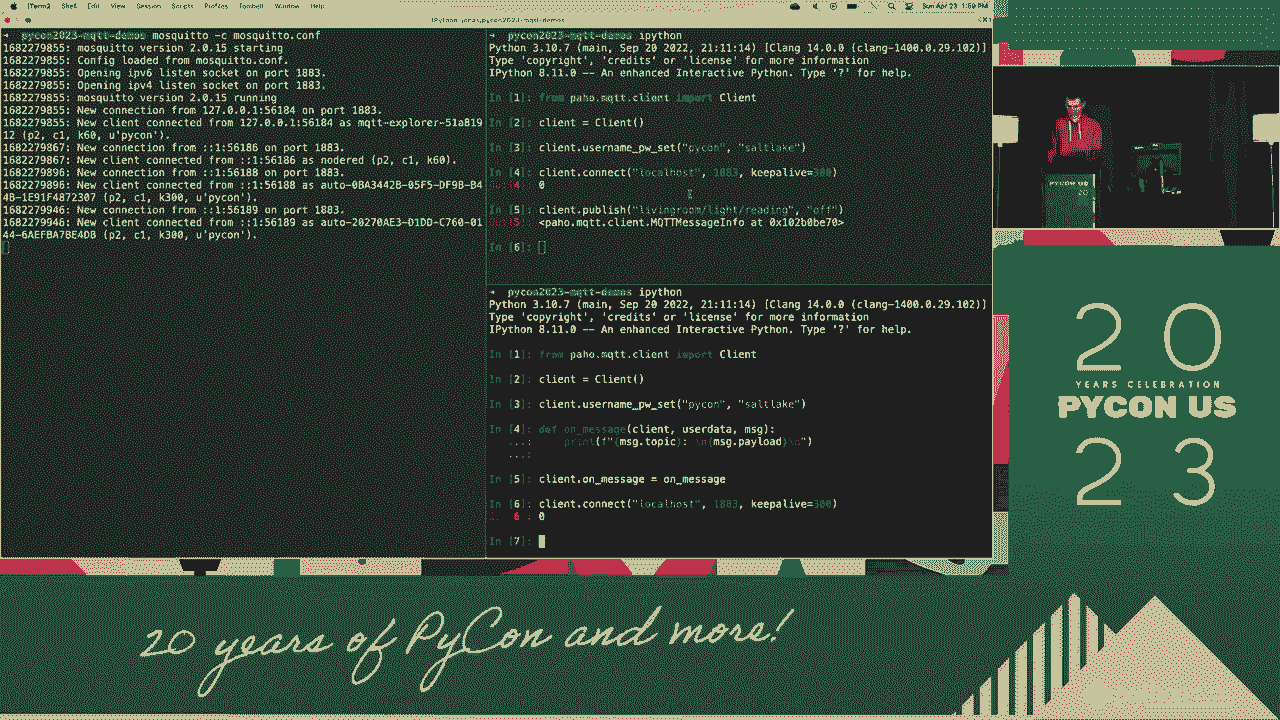 iTerm2 Shell Edit View Session Scripts Profiles Toolbelt Window Help
Sun Apr 23 1:59 PM
➜ pycon2023-mqtt-demos mosquitto -c mosquitto.conf
1682279855: mosquitto version 2.0.15 starting
1682279855: Config loaded from mosquitto.conf.
1682279855: Opening ipv6 listen socket on port 1883.
1682279855: Opening ipv4 listen socket on port 1883.
1682279855: mosquitto version 2.0.15 running
1682279855: New connection from 127.0.0.1:56184 on port 1883.
1682279855: New client connected from 127.0.0.1:56184 as mqtt-explorer-51a819
12 (p2, c1, k60, u'pycon').
1682279867: New connection from ::1:56186 on port 1883.
1682279867: New client connected from ::1:56186 as nodered (p2, c1, k60).
1682279896: New connection from ::1:56188 on port 1883.
1682279896: New client connected from ::1:56188 as auto-0BA3442B-05F5-DF9B-B4
4B-1E91F4872307 (p2, c1, k300, u'pycon').
1682279946: New connection from ::1:56189 on port 1883.
1682279946: New client connected from ::1:56189 as auto-20270AE3-D1DD-C760-01
44-6AEFBA7BE4DB (p2, c1, k300, u'pycon').
➜ pycon2023-mqtt-demos ipython
Python 3.10.7 (main, Sep 20 2022, 21:11:14) [Clang 14.0.0 (clang-1400.0.29.102)]
Type 'copyright', 'credits' or 'license' for more information
IPython 8.11.0 -- An enhanced Interactive Python. Type '?' for help.
In [1]: from paho.mqtt.client import Client
In [2]: client = Client()
In [3]: client.username_pw_set("pycon", "saltlake")
In [4]: client.connect("localhost", 1883, keepalive=300)
0
In [5]: client.publish("livingroom/light/reading", "off")
<paho.mqtt.client.MQTTMessageInfo at 0x102b0be70>
In [6]:
➜ pycon2023-mqtt-demos ipython
Python 3.10.7 (main, Sep 20 2022, 21:11:14) [Clang 14.0.0 (clang-1400.0.29.102)]
Type 'copyright', 'credits' or 'license' for more information
IPython 8.11.0 -- An enhanced Interactive Python. Type '?' for help.
In [1]: from paho.mqtt.client import Client
In [2]: client = Client()
In [3]: client.username_pw_set("pycon", "saltlake")
In [4]: def on_message(client, userdata, msg):
...: print(f"{msg.topic}: \n{msg.payload}\n")
...:
In [5]: client.on_message = on_message
In [6]: client.connect("localhost", 1883, keepalive=300)
0
In [7]:
PYCON US
20
YEARS CELEBRATION
PYCON US
23
20 years of PyCon and more!